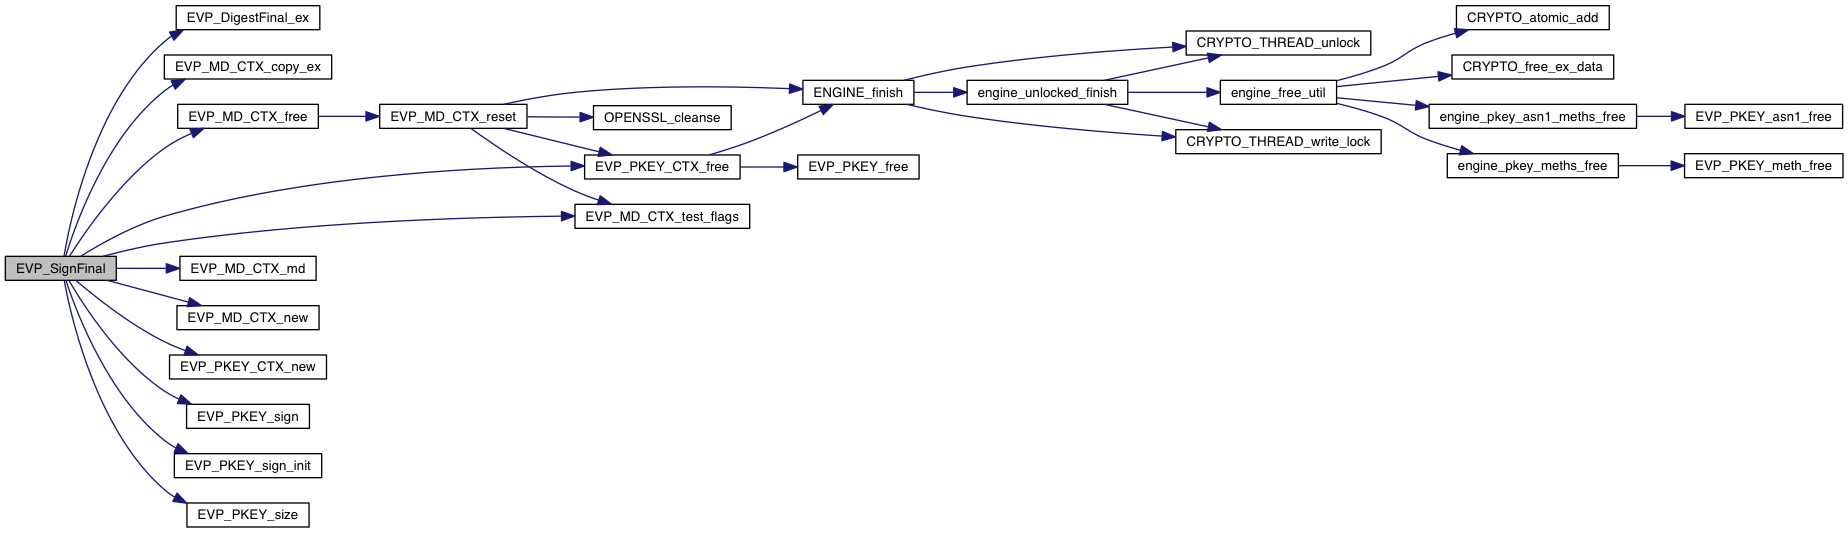 EVP_SignFinal
EVP_DigestFinal_ex
EVP_MD_CTX_copy_ex
EVP_MD_CTX_free
EVP_MD_CTX_reset
ENGINE_finish
OPENSSL_cleanse
EVP_PKEY_CTX_free
EVP_PKEY_free
EVP_MD_CTX_test_flags
CRYPTO_THREAD_unlock
engine_unlocked_finish
CRYPTO_THREAD_write_lock
engine_free_util
CRYPTO_atomic_add
CRYPTO_free_ex_data
engine_pkey_asn1_meths_free
EVP_PKEY_asn1_free
engine_pkey_meths_free
EVP_PKEY_meth_free
EVP_MD_CTX_md
EVP_MD_CTX_new
EVP_PKEY_CTX_new
EVP_PKEY_sign
EVP_PKEY_sign_init
EVP_PKEY_size